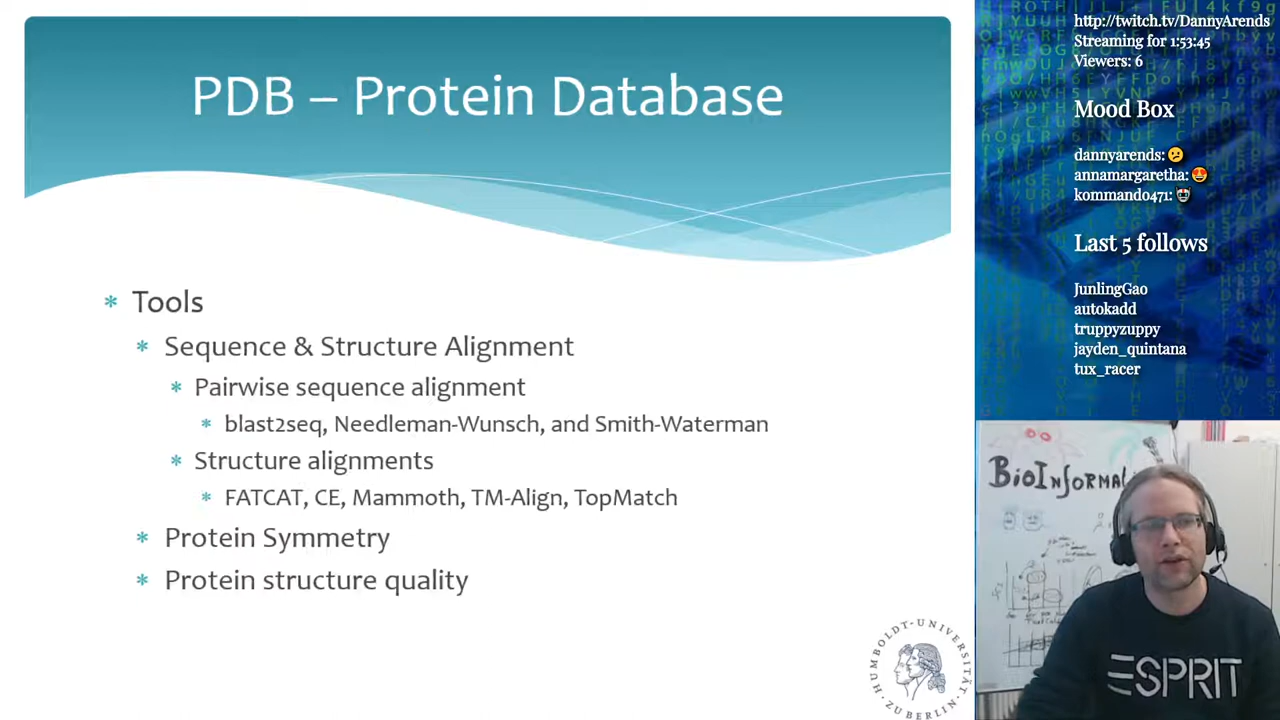 PDB – Protein Database
* Tools
* Sequence & Structure Alignment
* Pairwise sequence alignment
* blast2seq, Needleman-Wunsch, and Smith-Waterman
* Structure alignments
* FATCAT, CE, Mammoth, TM-Align, TopMatch
* Protein Symmetry
* Protein structure quality
HUMBOLDT-UNIVERSITÄT
ZU BERLIN
http://twitch.tv/DannyArends
Streaming for 1:53:45
Viewers: 6
Mood Box
dannyarends: 😕
annamargaretha: 😍
kommando471:
Last 5 follows
JunlingGao
autokadd
truppyzuppy
jayden_quintana
tux_racer
BioInforma
ESPRIT